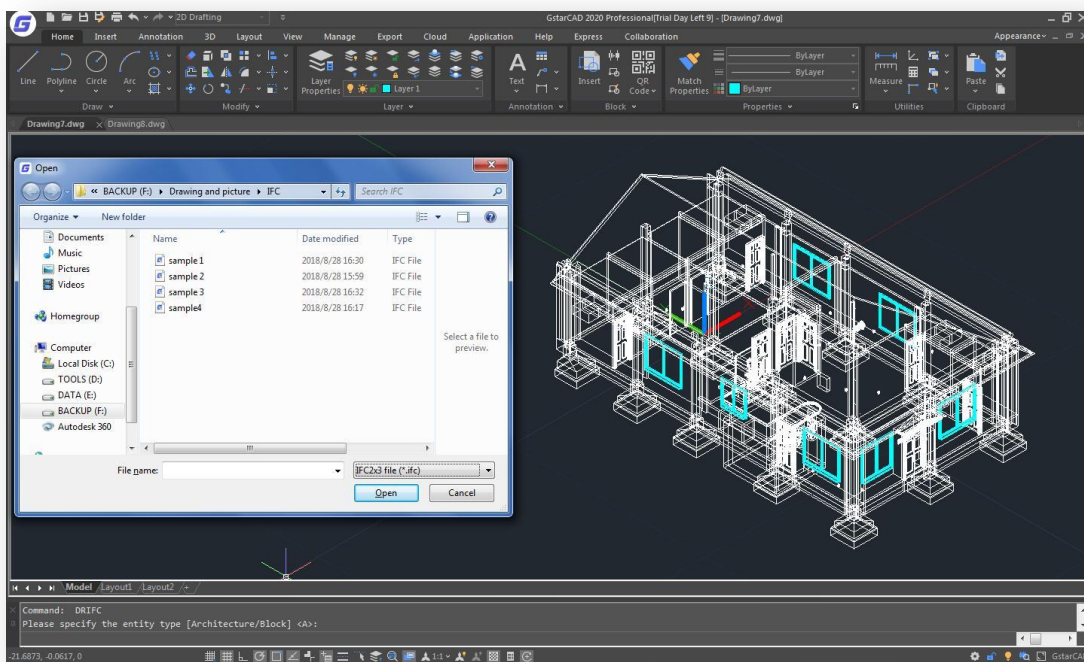 2D Drafting
GstarCAD 2020 Professional[Trial Day Left 9] - [Drawing7.dwg]
Home Insert Annotation 3D Layout View Manage Export Cloud Application Help Express Collaboration Appearance
Line Polyline Circle Arc
Layer Properties
Layer 1
Text
Insert
QR Code
Match Properties
ByLayer
ByLayer
ByLayer
Measure
Paste
Draw Modify Layer Annotation Block Properties Utilities Clipboard
Drawing7.dwg Drawing8.dwg
Open
« BACKUP (F:) Drawing and picture IFC
Search IFC
Organize New folder
Documents
Music
Pictures
Videos
Homegroup
Computer
Local Disk (C:)
TOOLS (D:)
DATA (E:)
BACKUP (F:)
Autodesk 360
Name Date modified Type
sample 1 2018/8/28 16:30 IFC File
sample 2 2018/8/28 15:59 IFC File
sample 3 2018/8/28 16:32 IFC File
sample4 2018/8/28 16:17 IFC File
Select a file to
preview.
File name:
IFC2x3 file (*.ifc)
Open Cancel
Model Layout1 Layout2 +
Command: DRIFC
Please specify the entity type [Architecture/Block] <A>:
-21.6873, -0.0617, 0
1:1
GstarCA